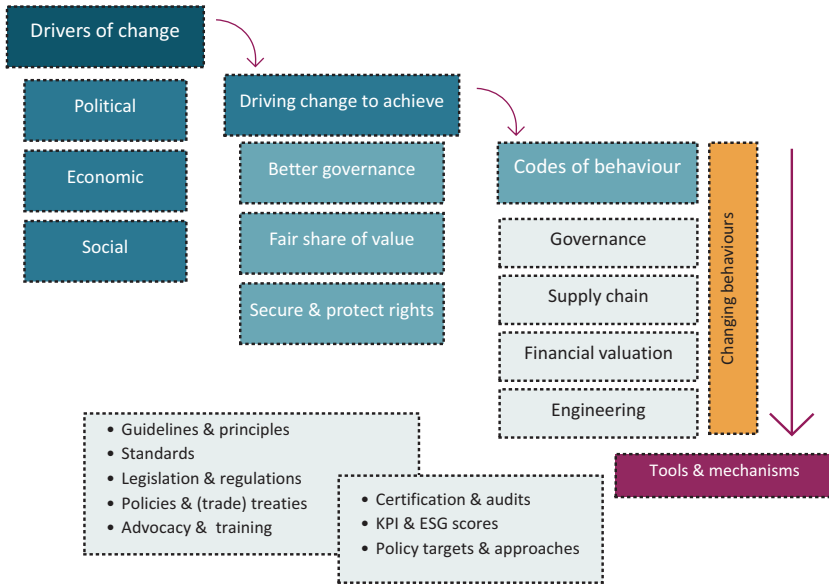 Drivers of change
Political
Economic
Social
Driving change to achieve
Better governance
Fair share of value
Secure & protect rights
Codes of behaviour
Governance
Supply chain
Financial valuation
Engineering
Changing behaviours
Tools & mechanisms
• Guidelines & principles
• Standards
• Legislation & regulations
• Policies & (trade) treaties
• Advocacy & training
• Certification & audits
• KPI & ESG scores
• Policy targets & approaches